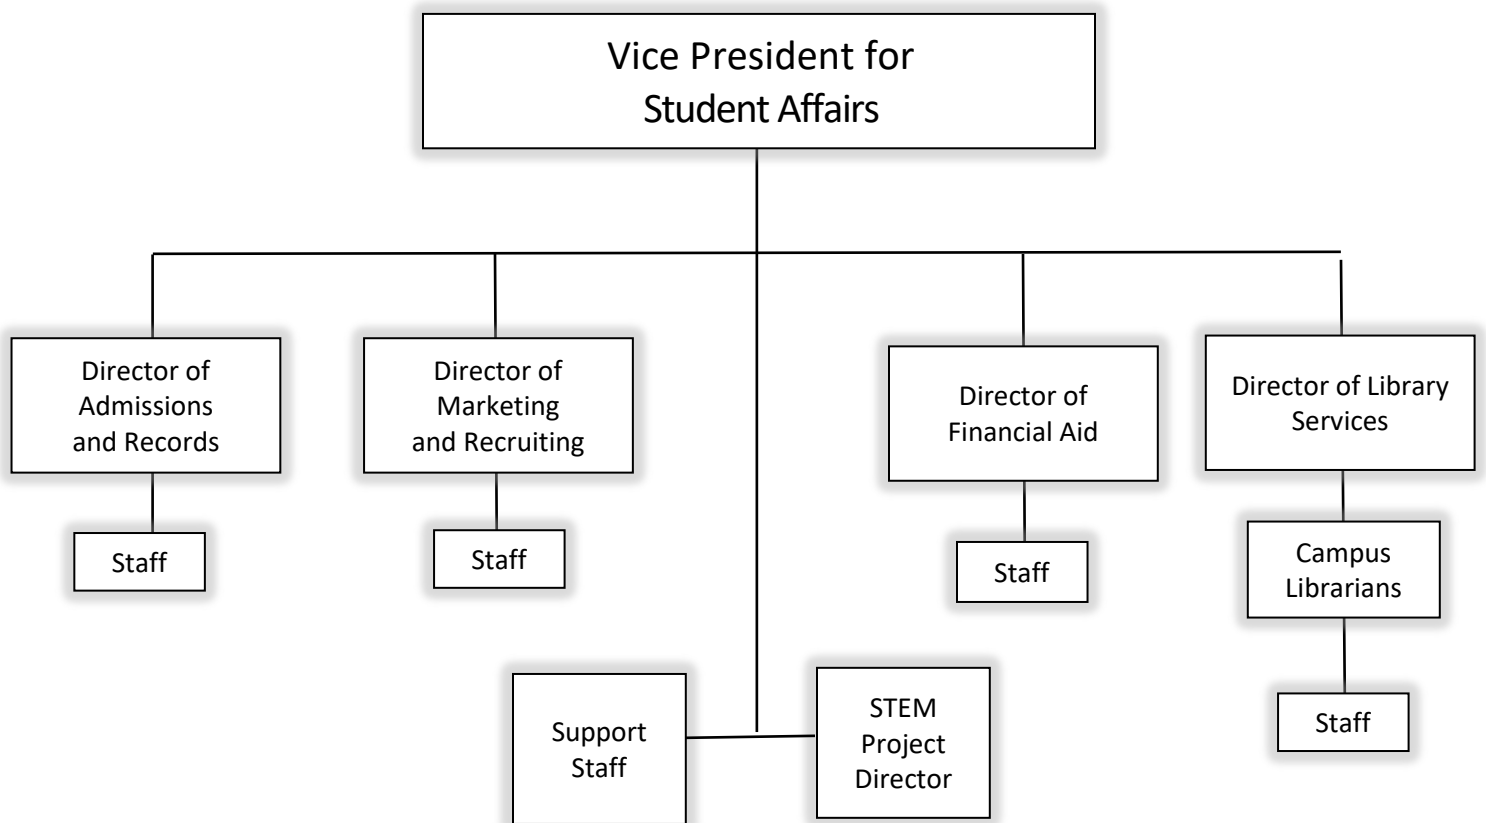 Vice President for
Student Affairs
Director of
Admissions
and Records
Director of
Marketing
and Recruiting
Director of
Financial Aid
Director of Library
Services
Staff
Staff
Staff
Campus
Librarians
Support
Staff
STEM
Project
Director
Staff